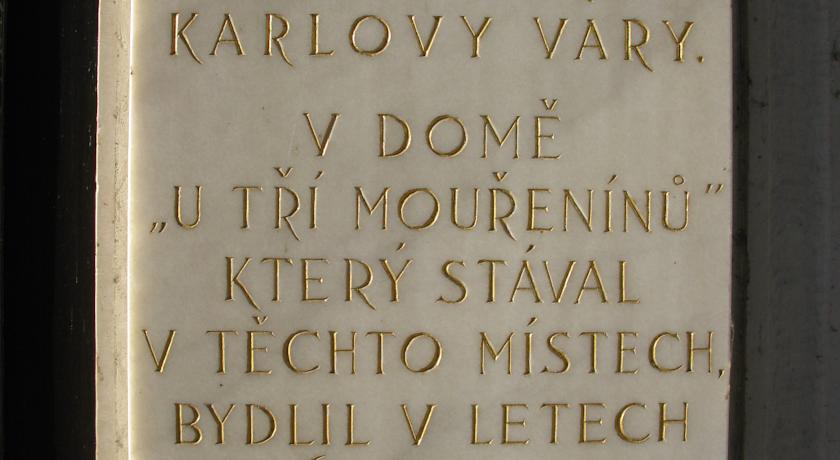 KARLOVY VARY.
V DOMĚ
„U TŘÍ MOUŘENÍNŮ"
KTERÝ STÁVAL
V TĚCHTO MÍSTECH,
BYDLIL V LETECH